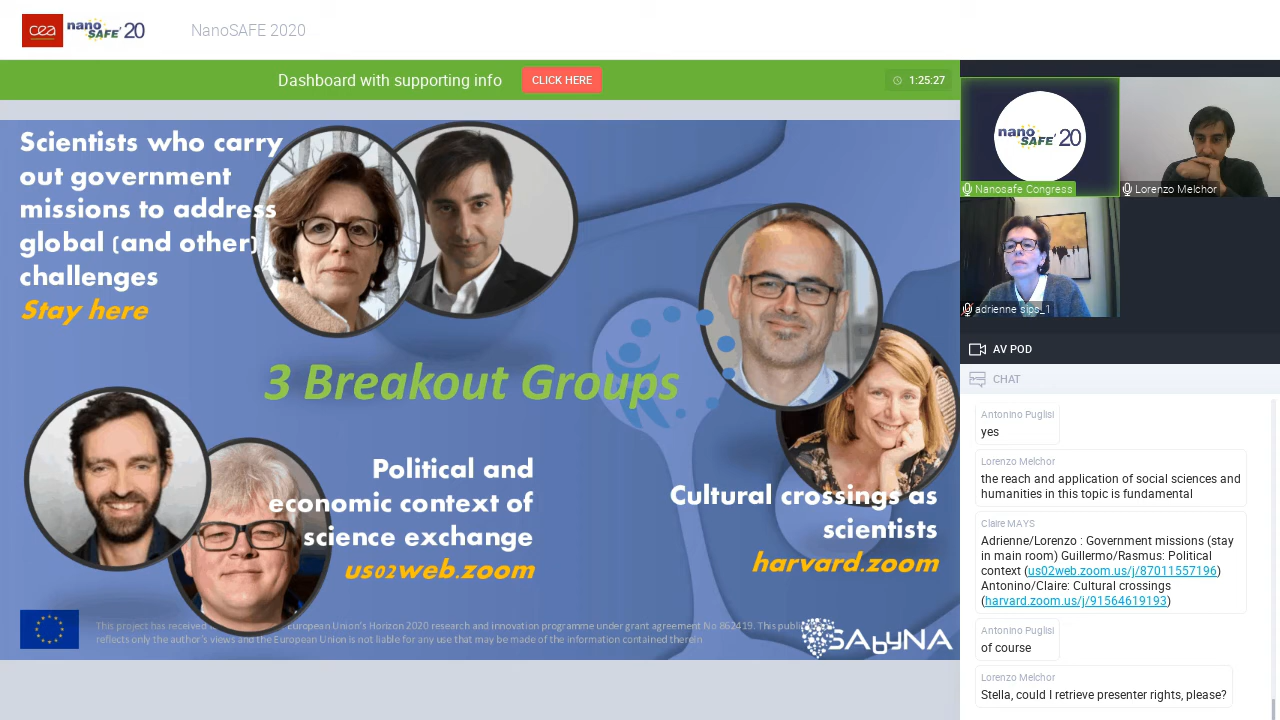 cea
nano SAFE' 20
NanoSAFE 2020
Dashboard with supporting info
CLICK HERE
1:25:27
Scientists who carry
out government
missions to address
global (and other)
challenges
Stay here
3 Breakout Groups
Political and
economic context of
science exchange
us02web.zoom
Cultural crossings as
scientists
harvard.zoom
This project has received European Union's Horizon 2020 research and innovation programme under grant agreement No 862419. This
reflects only the author's views and the European Union is not liable for any use that may be made of the information contained therein
SAbyNA
nano SAFE' 20
Nanosafe Congress
Lorenzo Melchor
adrienne sips_1
AV POD
CHAT
Antonino Puglisi
yes
Lorenzo Melchor
the reach and application of social sciences and
humanities in this topic is fundamental
Claire MAYS
Adrienne/Lorenzo : Government missions (stay
in main room) Guillermo/Rasmus: Political
context (us02web.zoom.us/j/87011557196)
Antonino/Claire: Cultural crossings
(harvard.zoom.us/j/91564619193)
Antonino Puglisi
of course
Lorenzo Melchor
Stella, could I retrieve presenter rights, please?